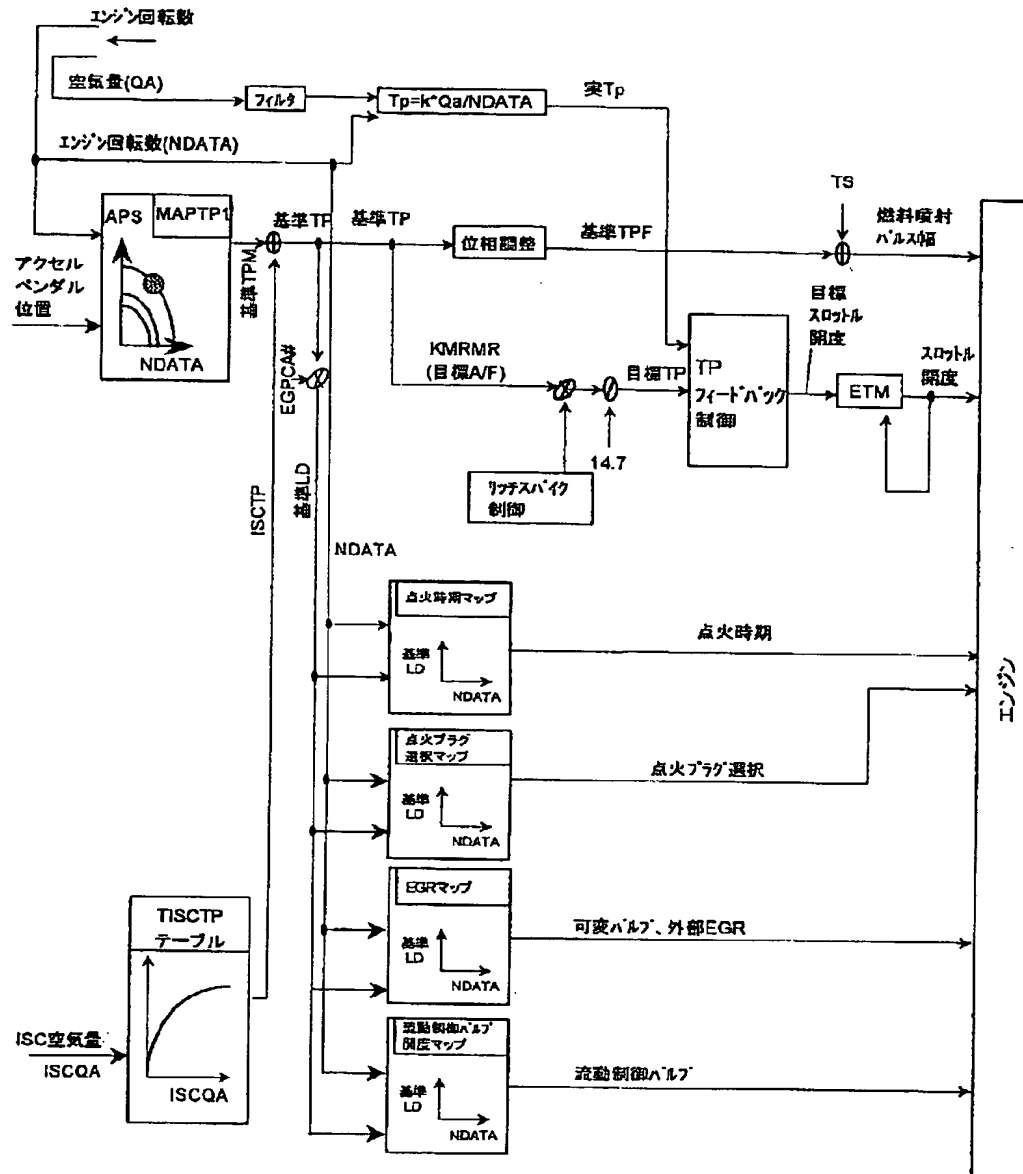 エンジン回転数
空気量(QA)
フィルタ
Tp=k*Qa/NDATA
実Tp
エンジン回転数(NDATA)
APS
MAPTP1
NDATA
アクセル
ペンダル
位置
基準TPM
基準TP
基準TP
位相調整
基準TPF
TS
燃料噴射
パルス幅
EGPCA#
KMRMR
(目標A/F)
目標TP
14.7
リッチスパイク
制御
TP
フィードバック
制御
目標
スロットル
開度
ETM
スロットル
開度
ISCTP
基準LD
NDATA
点火時期マップ
基準
LD
NDATA
点火時期
点火プラグ
選択マップ
基準
LD
NDATA
点火プラグ選択
EGRマップ
基準
LD
NDATA
可変バルブ、外部EGR
流動制御バルブ
開度マップ
基準
LD
NDATA
流動制御バルブ
エンジン
TISCTP
テーブル
ISCQA
ISC空気量
ISCQA